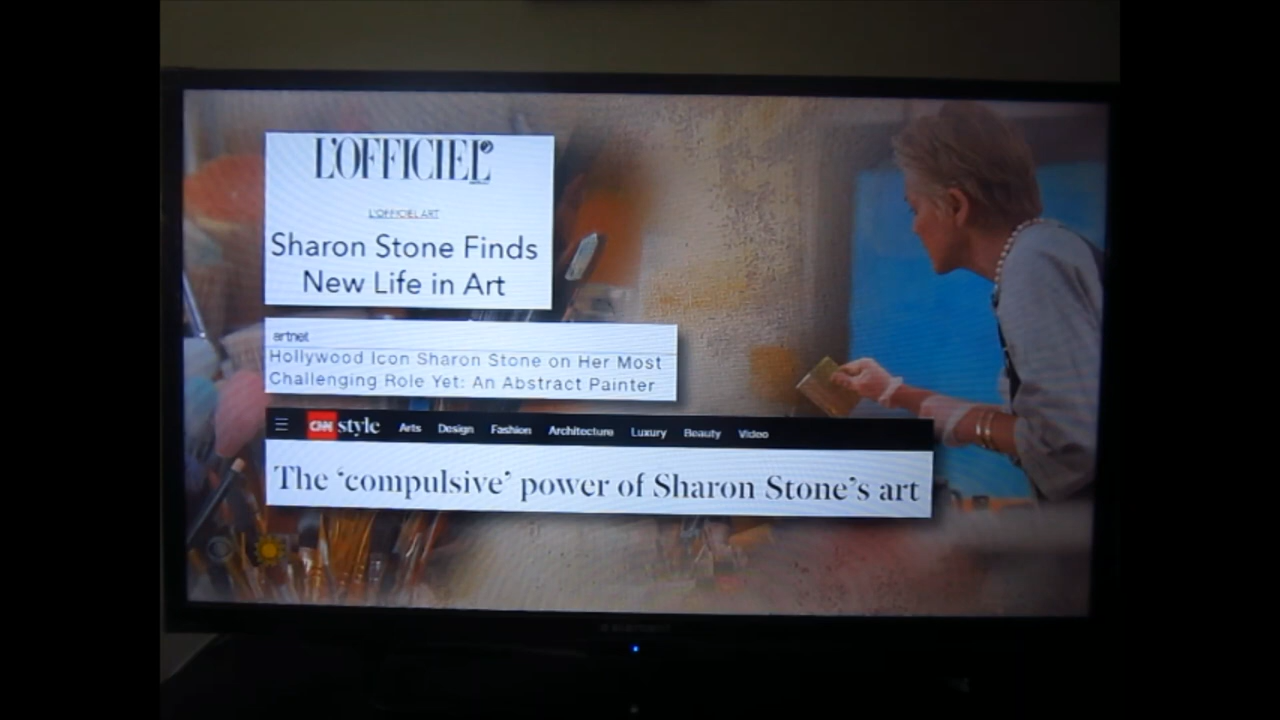 L'OFFICIEL
L'OFFICIEL ART
Sharon Stone Finds
New Life in Art
artnet
Hollywood Icon Sharon Stone on Her Most
Challenging Role Yet: An Abstract Painter
CNN style Arts Design Fashion Architecture Luxury Beauty Video
The ‘compulsive’ power of Sharon Stone’s art